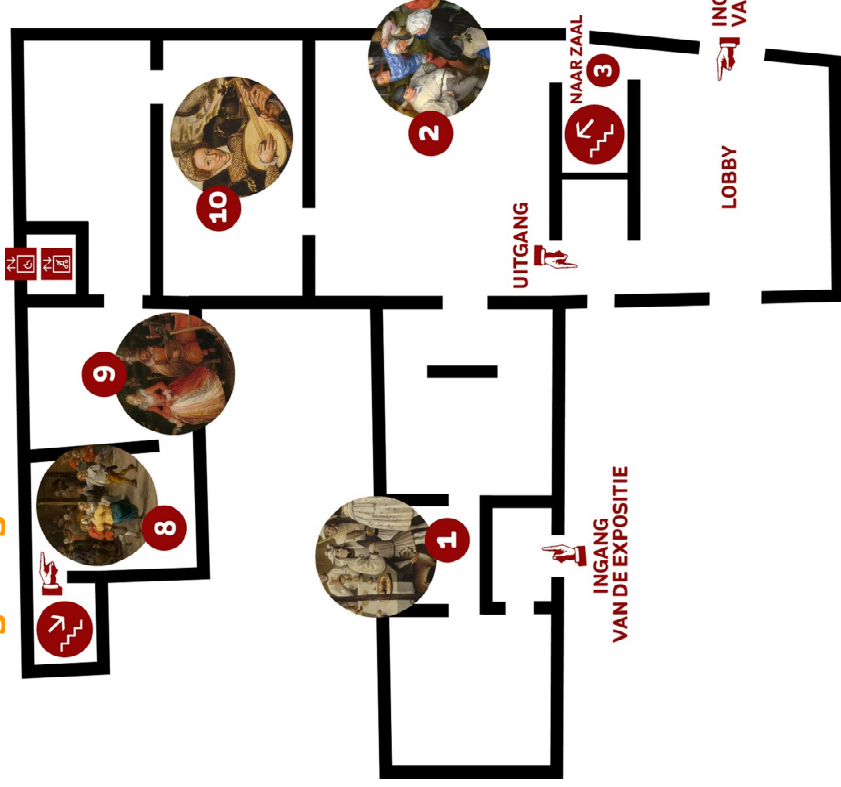 9
8
10
1
2
UITGANG
NAAR ZAAL
3
INGANG
VAN DE EXPOSITIE
LOBBY